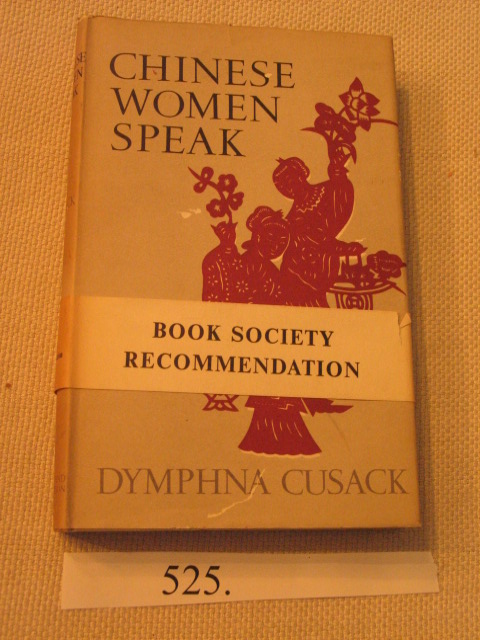 CHINESE
WOMEN
SPEAK
BOOK SOCIETY
RECOMMENDATION
DYMPHNA CUSACK
525.